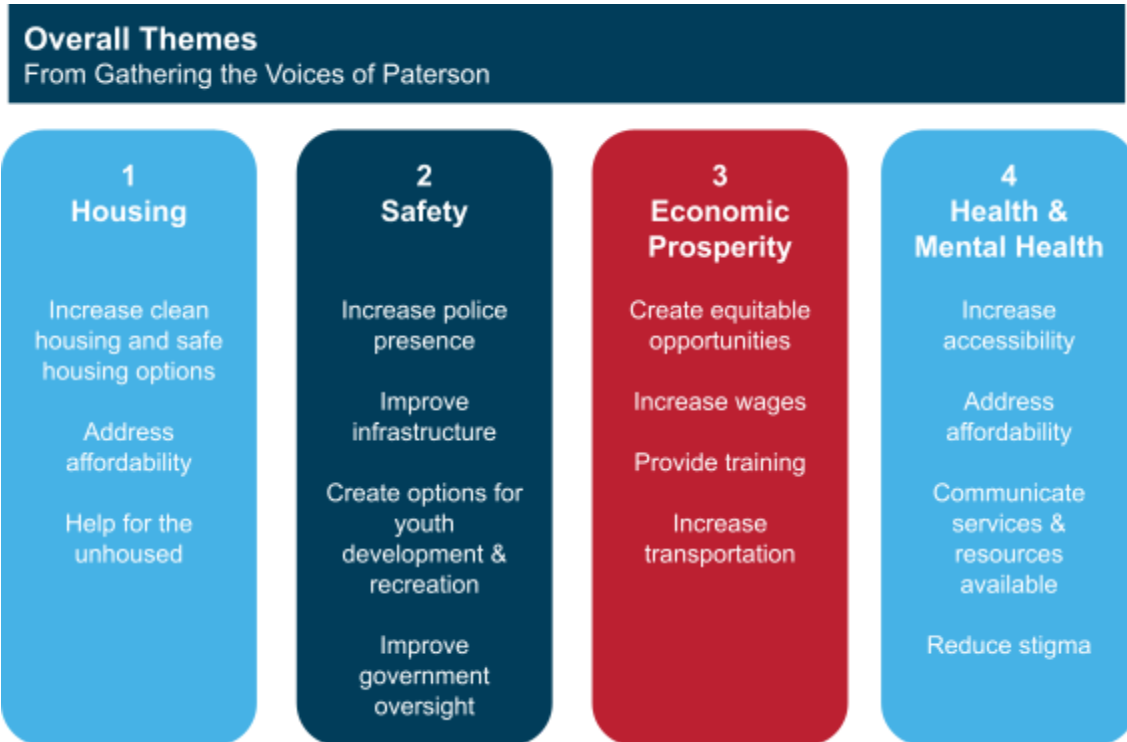 Overall Themes
From Gathering the Voices of Paterson
1
Housing
Increase clean
housing and safe
housing options
Address
affordability
Help for the
unhoused
2
Safety
Increase police
presence
Improve
infrastructure
Create options for
youth
development &
recreation
Improve
government
oversight
3
Economic
Prosperity
Create equitable
opportunities
Increase wages
Provide training
Increase
transportation
4
Health &
Mental Health
Increase
accessibility
Address
affordability
Communicate
services &
resources
available
Reduce stigma